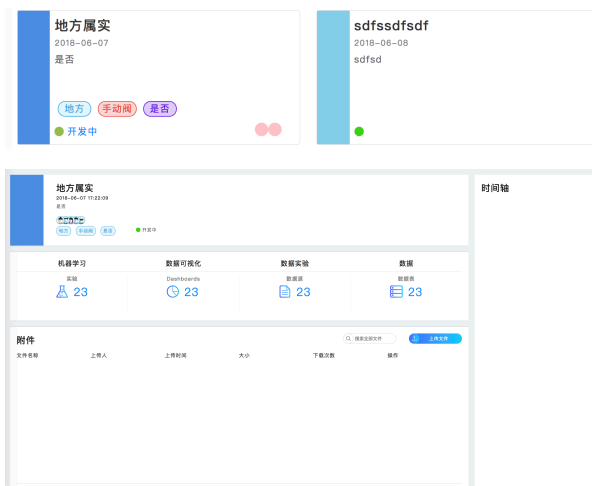 地方属实
2018-06-07
是否
地方 手动阀 是否
开发中
sdfssdfsdf
2018-06-08
sdfsd
地方属实
2018-06-07 17:22:09
是否
地方 手动阀 是否
开发中
时间轴
机器学习 数据可视化 数据实验 数据
实验 Dashboards 数据源 数据表
23 23 23 23
附件
搜索全部文件
上传文件
文件名称 上传人 上传时间 大小 下载次数 操作